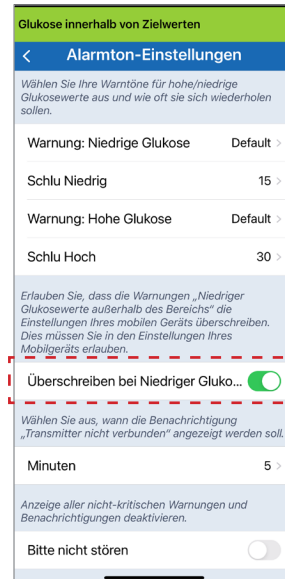 Glukose innerhalb von Zielwerten
Alarmton-Einstellungen
Wählen Sie Ihre Warntöne für hohe/niedrige
Glukosewerte aus und wie oft sie sich wiederholen
sollen.
Warnung: Niedrige Glukose Default
Schlu Niedrig 15
Warnung: Hohe Glukose Default
Schlu Hoch 30
Erlauben Sie, dass die Warnungen „Niedriger
Glukosewerte außerhalb des Bereichs“ die
Einstellungen Ihres mobilen Geräts überschreiben.
Dies müssen Sie in den Einstellungen Ihres
Mobilgeräts erlauben.
Überschreiben bei Niedriger Gluko...
Wählen Sie aus, wann die Benachrichtigung
„Transmitter nicht verbunden“ angezeigt werden soll.
Minuten 5
Anzeige aller nicht-kritischen Warnungen und
Benachrichtigungen deaktivieren.
Bitte nicht stören